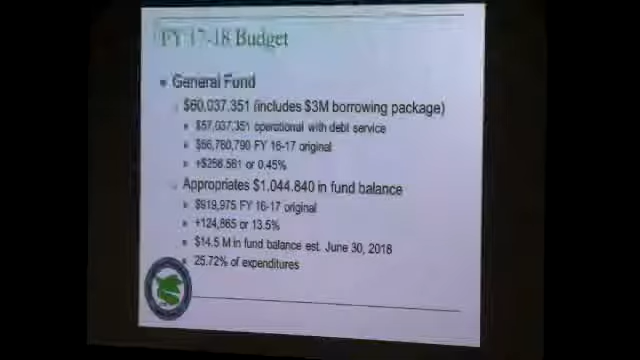 FY 17-18 Budget
General Fund
$60,037,351 (includes $3M borrowing package)
$57,037,351 operational with debt service
$56,780,790 FY 16-17 original
+$256,561 or 0.45%
Appropriates $1,044,840 in fund balance
$919,975 FY 16-17 original
+124,865 or 13.5%
$14.5 M in fund balance est. June 30, 2018
25.72% of expenditures